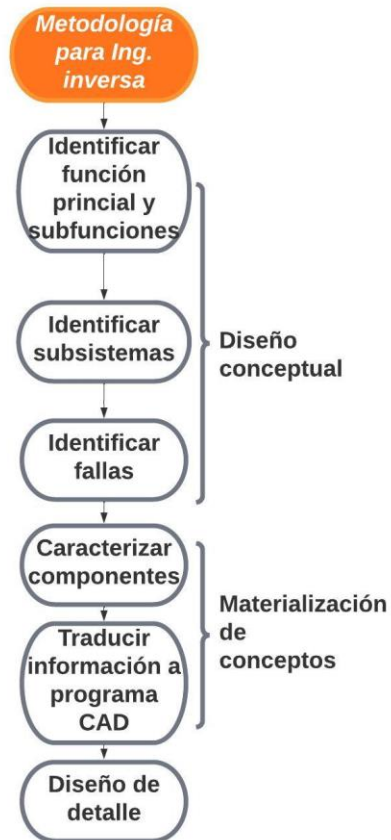 Metodología
para Ing.
inversa
Identificar
función
princial y
subfunciones
Identificar
subsistemas
Identificar
fallas
Diseño
conceptual
Caracterizar
componentes
Traducir
información a
programa
CAD
Materialización
de
conceptos
Diseño de
detalle